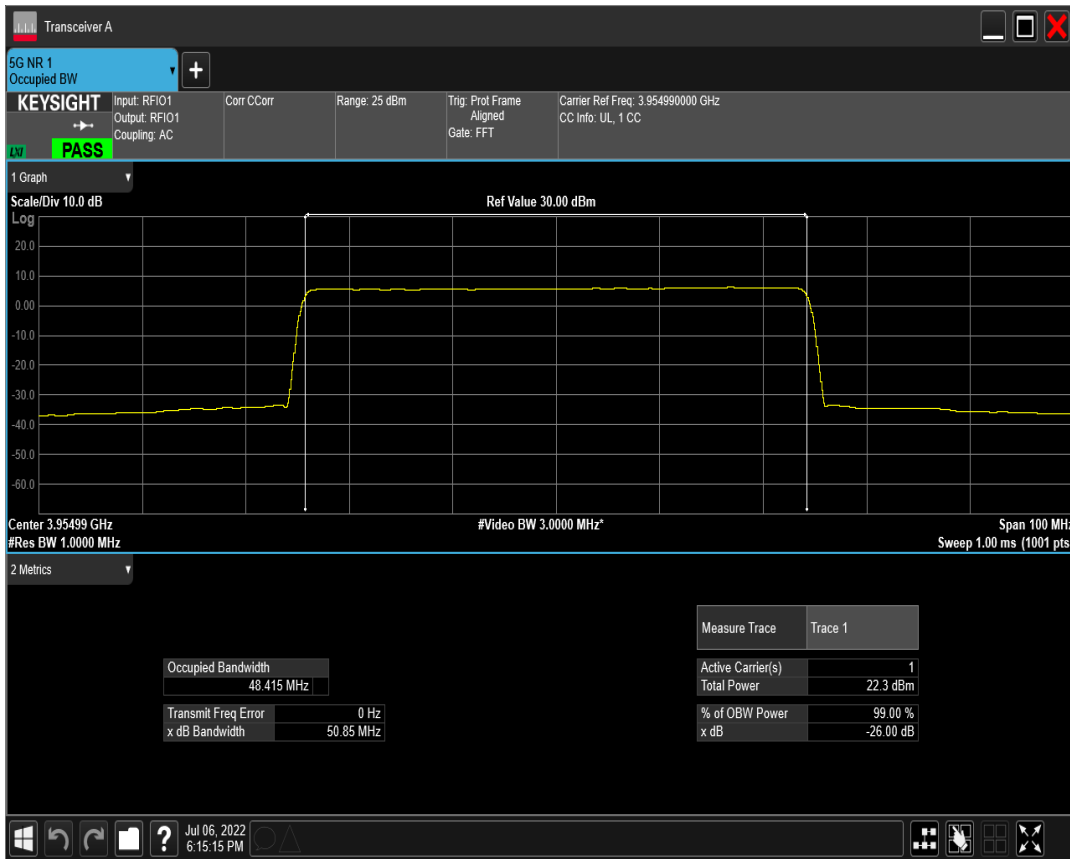 Transceiver A
5G NR 1
Occupied BW
KEYSIGHT
LXI
PASS
Input: RFIO1
Output: RFIO1
Coupling: AC
Corr CCorr
Range: 25 dBm
Trig: Prot Frame
Aligned
Gate: FFT
Carrier Ref Freq: 3.954990000 GHz
CC Info: UL, 1 CC
1 Graph
Scale/Div 10.0 dB
Ref Value 30.00 dBm
Log
20.0
10.0
0.00
-10.0
-20.0
-30.0
-40.0
-50.0
-60.0
Center 3.95499 GHz
#Video BW 3.0000 MHz*
Span 100 MHz
#Res BW 1.0000 MHz
Sweep 1.00 ms (1001 pts
2 Metrics
Measure Trace Trace 1
Occupied Bandwidth
48.415 MHz
Active Carrier(s) 1
Total Power 22.3 dBm
Transmit Freq Error 0 Hz
x dB Bandwidth 50.85 MHz
% of OBW Power 99.00 %
x dB -26.00 dB
?
Jul 06, 2022
6:15:15 PM